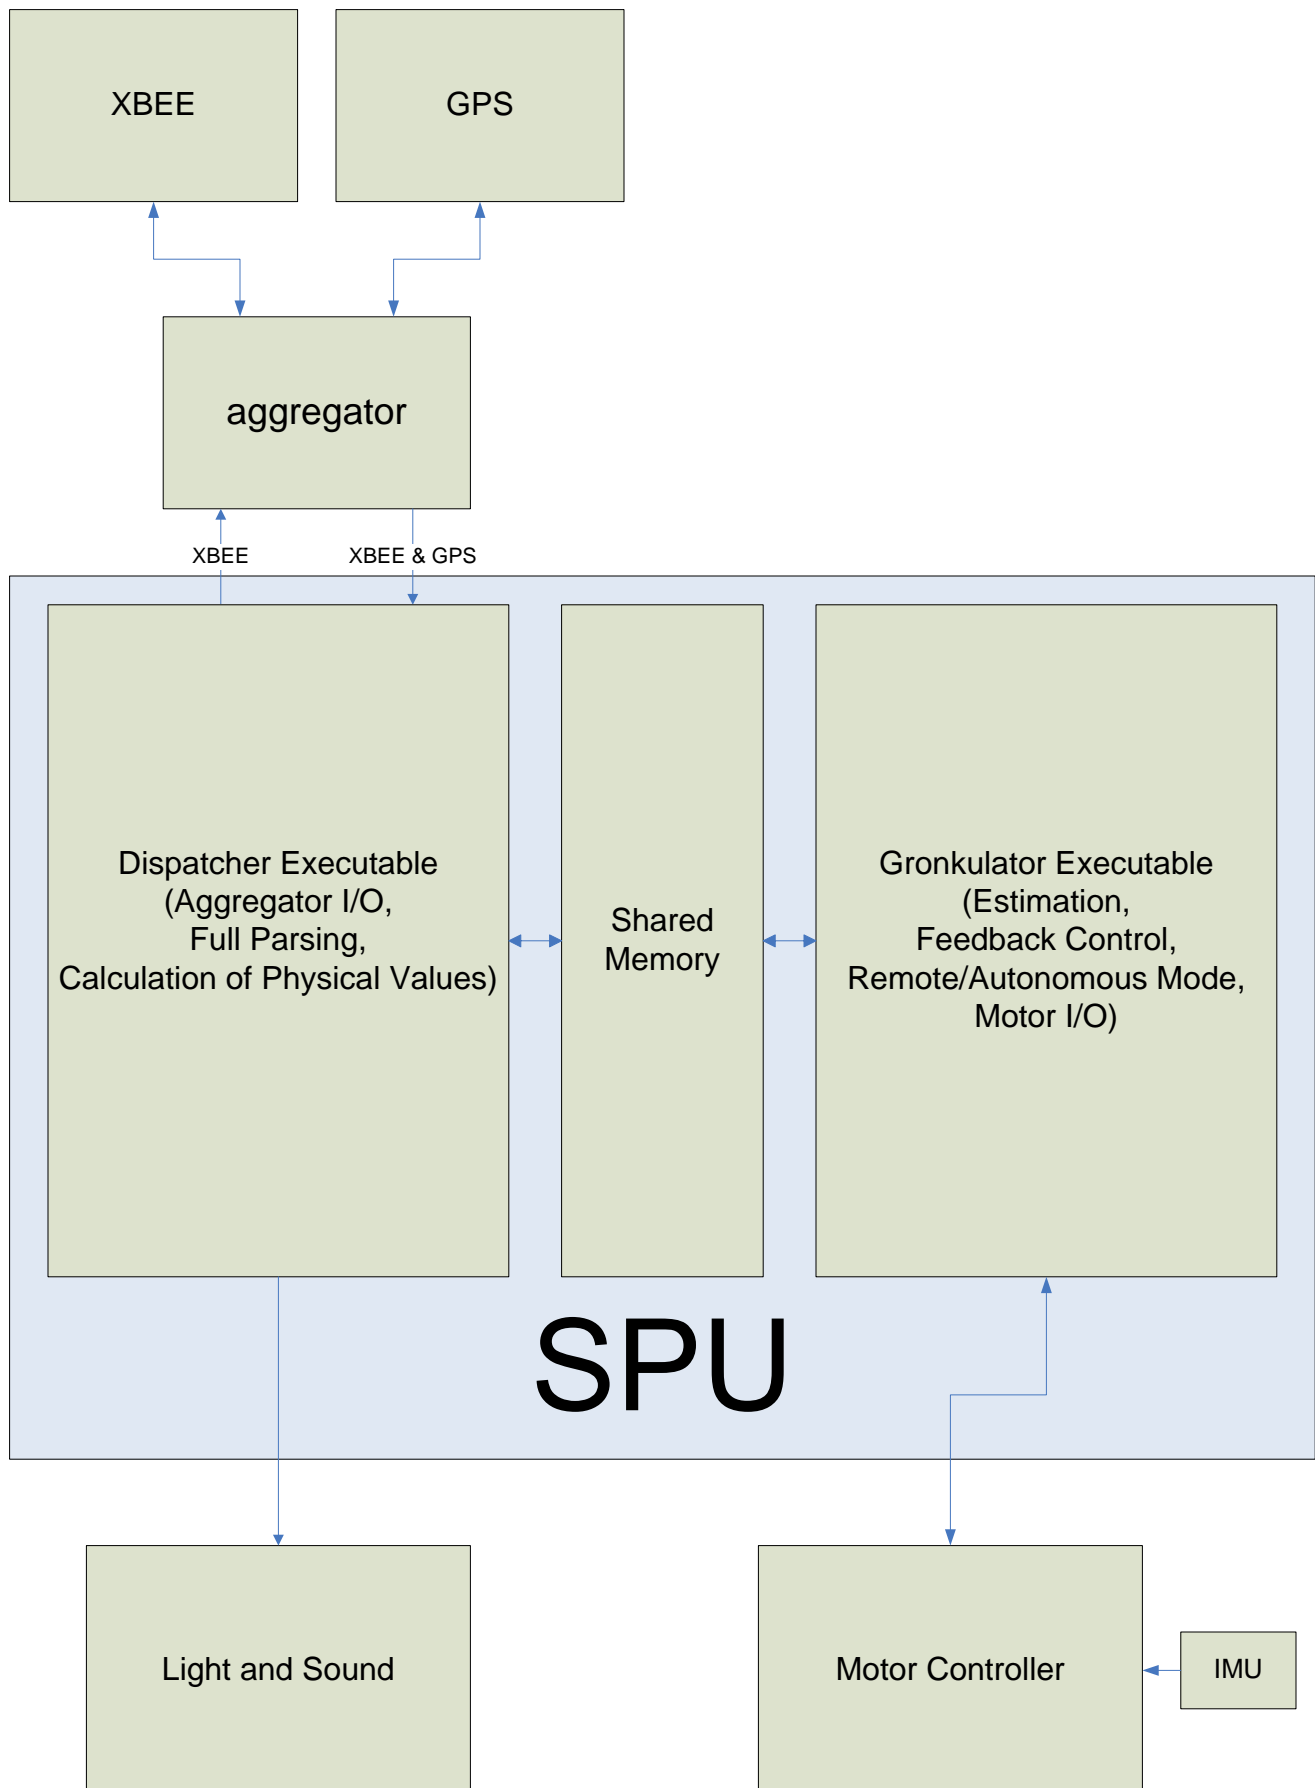 XBEE
GPS
aggregator
XBEE
XBEE & GPS
Dispatcher Executable
(Aggregator I/O,
Full Parsing,
Calculation of Physical Values)
Shared
Memory
Gronkulator Executable
(Estimation,
Feedback Control,
Remote/Autonomous Mode,
Motor I/O)
SPU
Light and Sound
Motor Controller
IMU